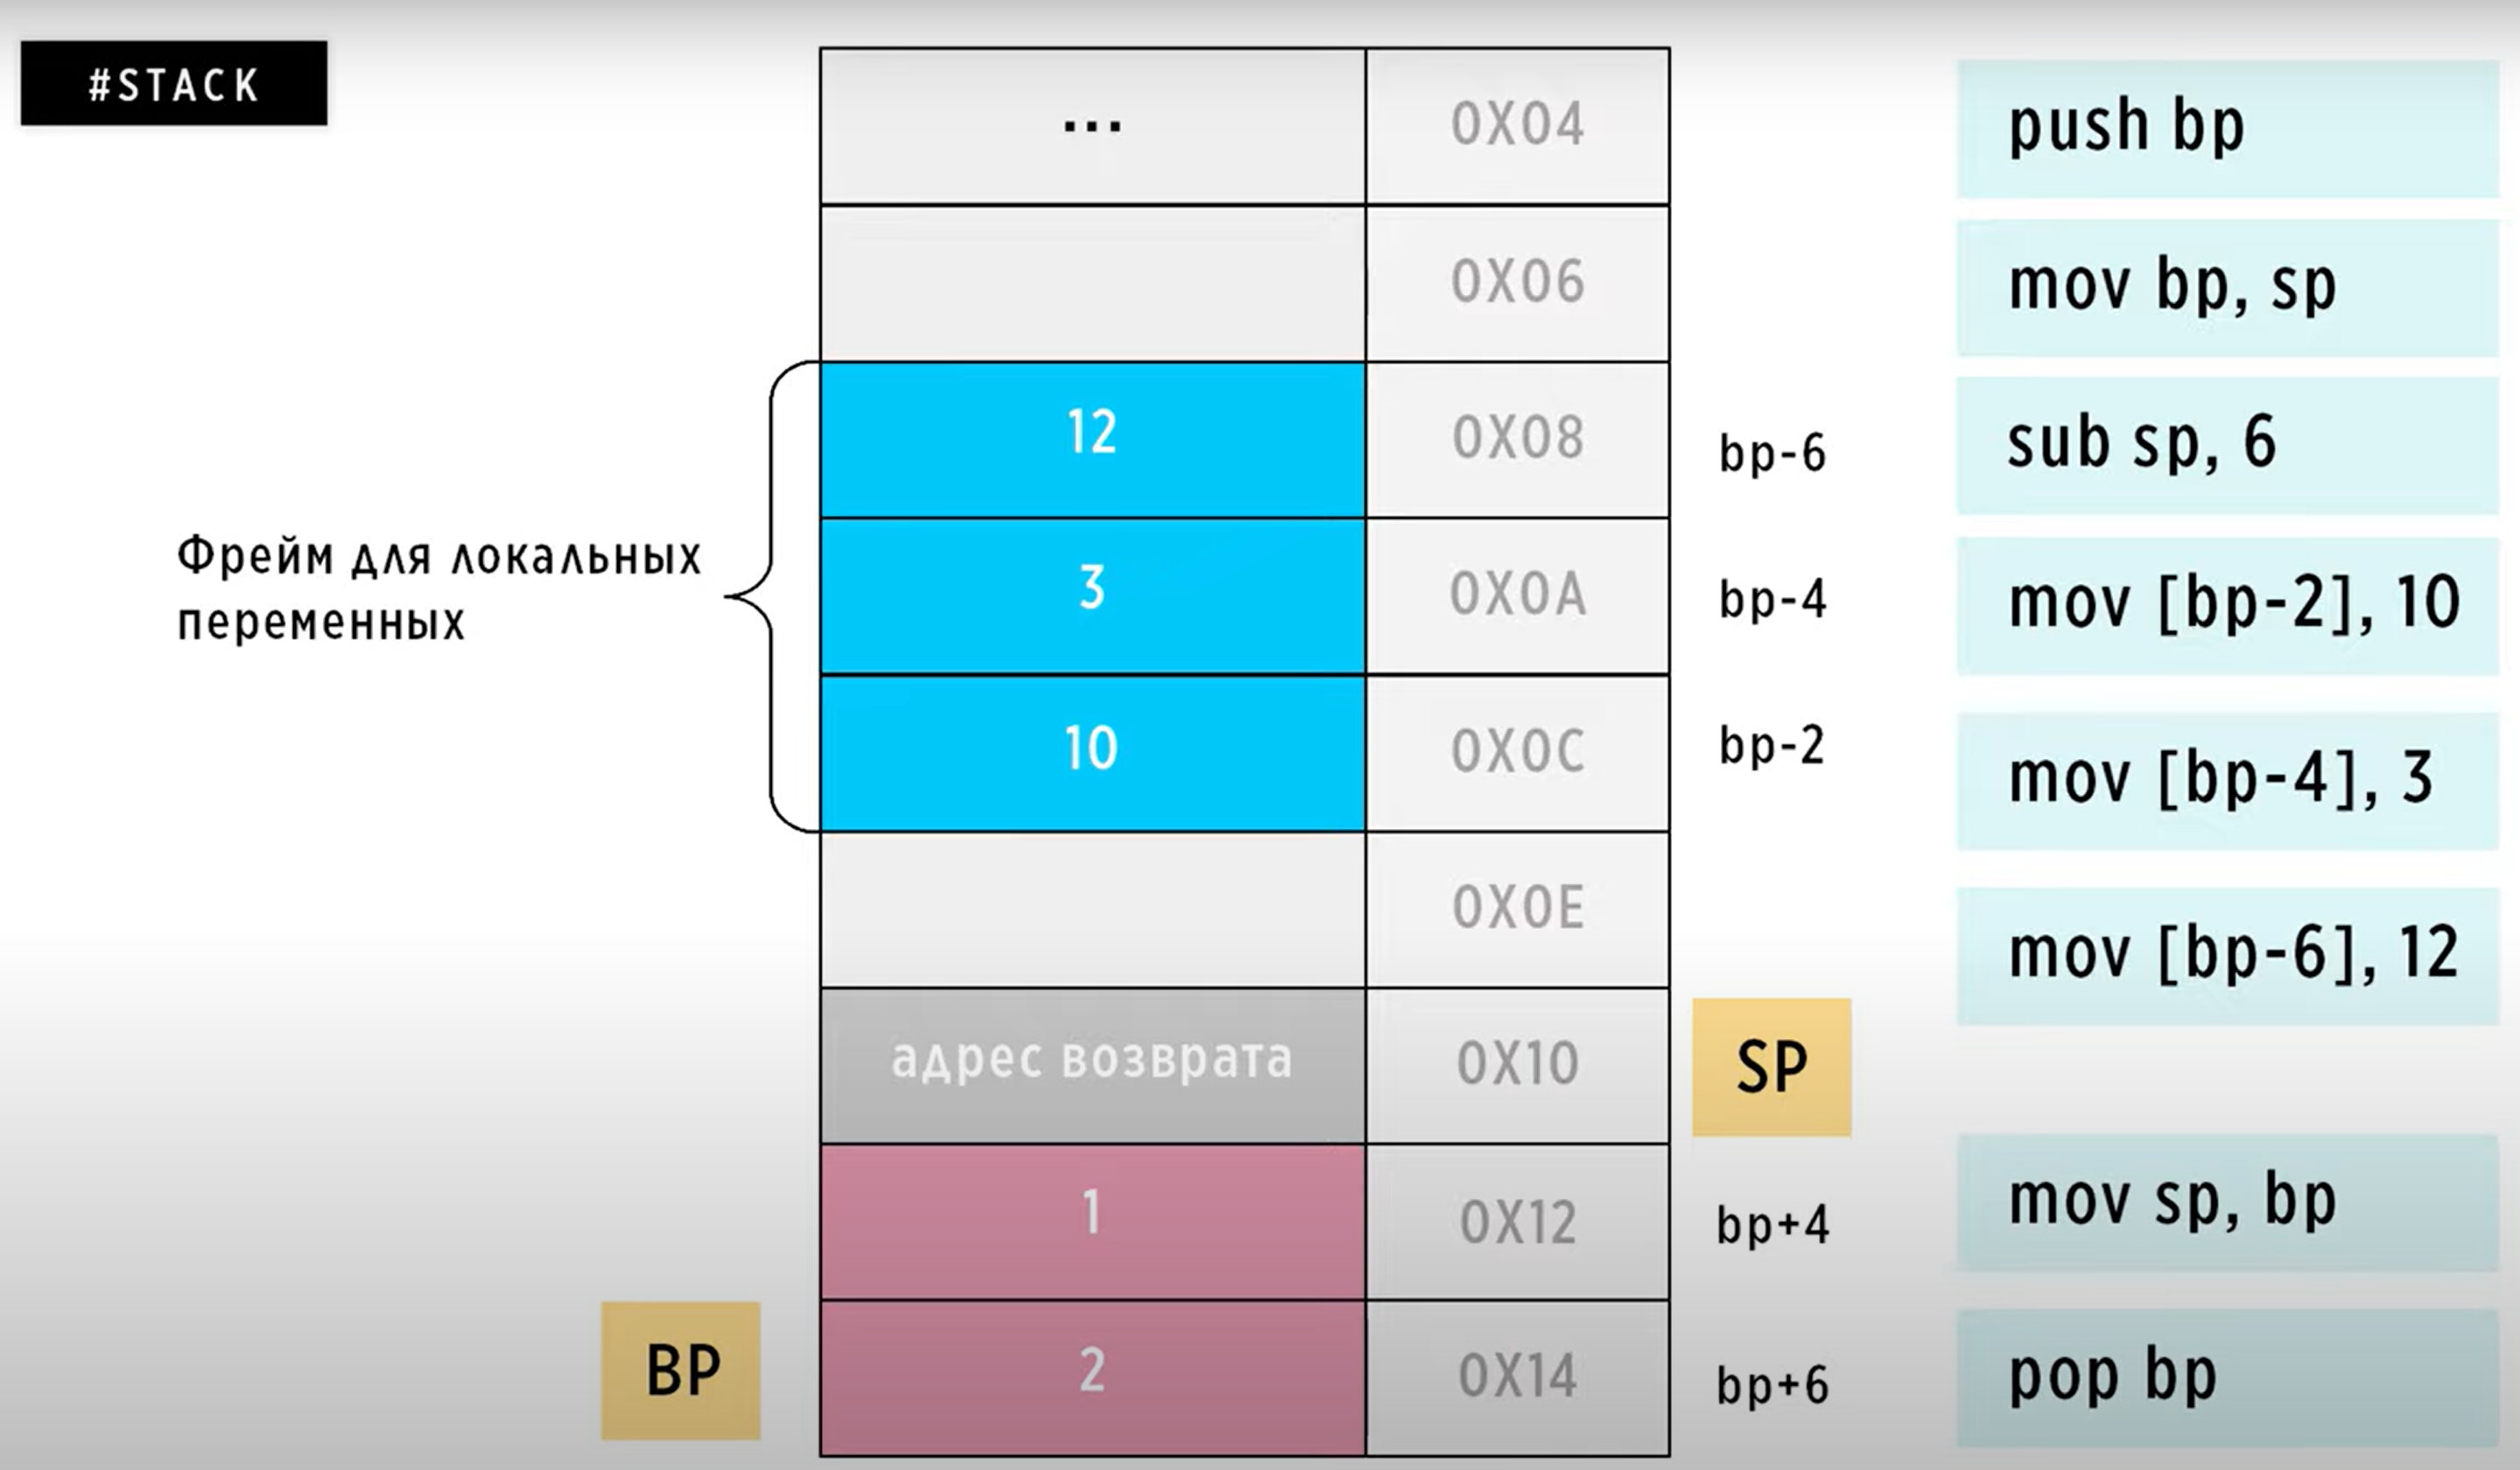 #STACK
... 0X04
0X06
12 0X08 bp-6
3 0X0A bp-4
10 0X0C bp-2
0X0E
адрес возврата 0X10 SP
1 0X12 bp+4
BP 2 0X14 bp+6
Фрейм для локальных
переменных
push bp
mov bp, sp
sub sp, 6
mov [bp-2], 10
mov [bp-4], 3
mov [bp-6], 12
mov sp, bp
pop bp